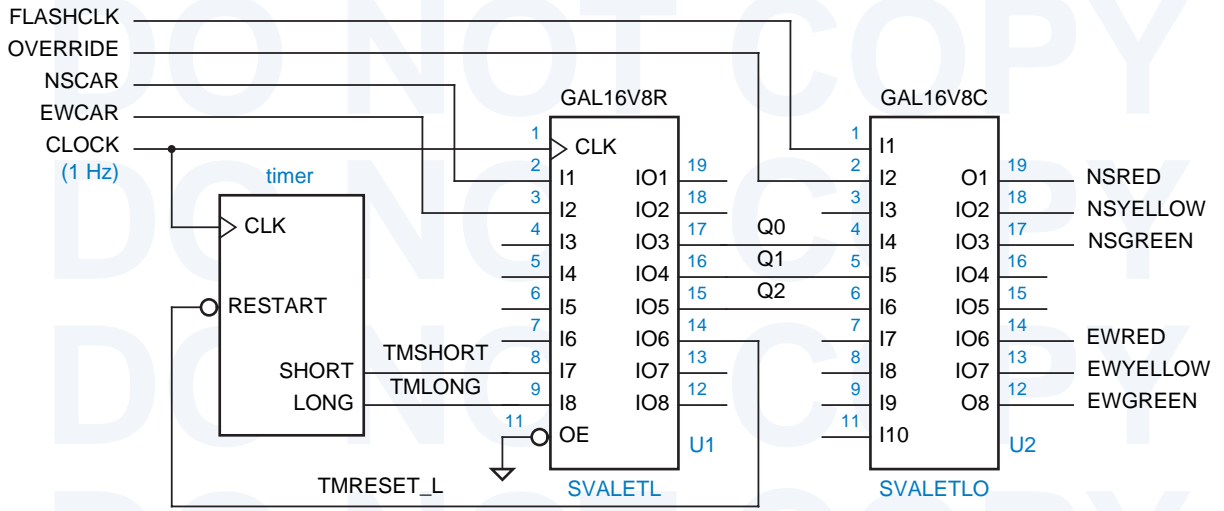 DO NOT COPY
DO NOT COPY
DO NOT COPY
DO NOT COPY
FLASHCLK
OVERRIDE
NSCAR
EWCAR
CLOCK
(1 Hz)
timer
CLK
RESTART
SHORT
LONG
TMSHORT
TMLONG
TMRESET_L
GAL16V8R
1 CLK
2 I1 IO1 19
3 I2 IO2 18
4 I3 IO3 17
5 I4 IO4 16
6 I5 IO5 15
7 I6 IO6 14
8 I7 IO7 13
9 I8 IO8 12
11 OE
U1
SVALETL
Q0
Q1
Q2
GAL16V8C
1 I1
2 I2 O1 19 NSRED
3 I3 IO2 18 NSYELLOW
4 I4 IO3 17 NSGREEN
5 I5 IO4 16
6 I6 IO5 15
7 I7 IO6 14 EWRED
8 I8 IO7 13 EWYELLOW
9 I9 O8 12 EWGREEN
11 I10
U2
SVALETLO